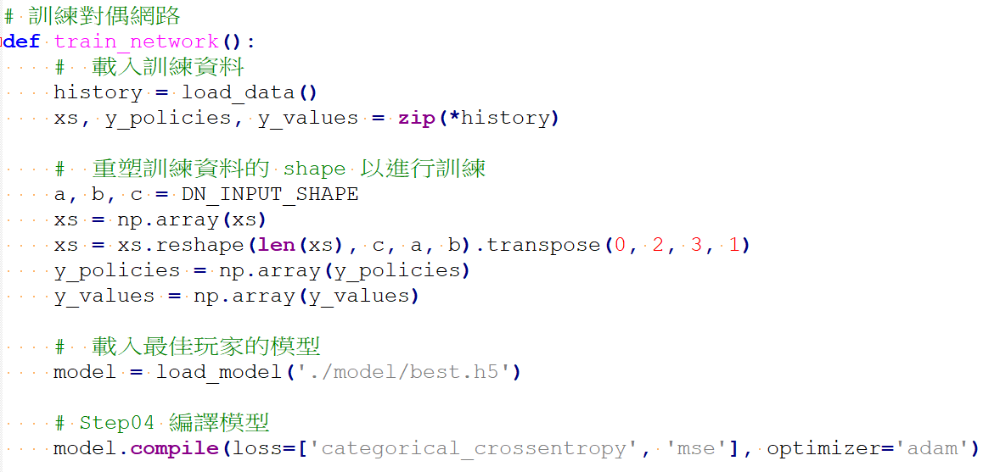 # 訓練對偶網路
def train_network():
    #  載入訓練資料
    history = load_data()
    xs, y_policies, y_values = zip(*history)

    #  重塑訓練資料的 shape 以進行訓練
    a, b, c = DN_INPUT_SHAPE
    xs = np.array(xs)
    xs = xs.reshape(len(xs), c, a, b).transpose(0, 2, 3, 1)
    y_policies = np.array(y_policies)
    y_values = np.array(y_values)

    #  載入最佳玩家的模型
    model = load_model('./model/best.h5')

    # Step04 編譯模型
    model.compile(loss=['categorical_crossentropy', 'mse'], optimizer='adam')